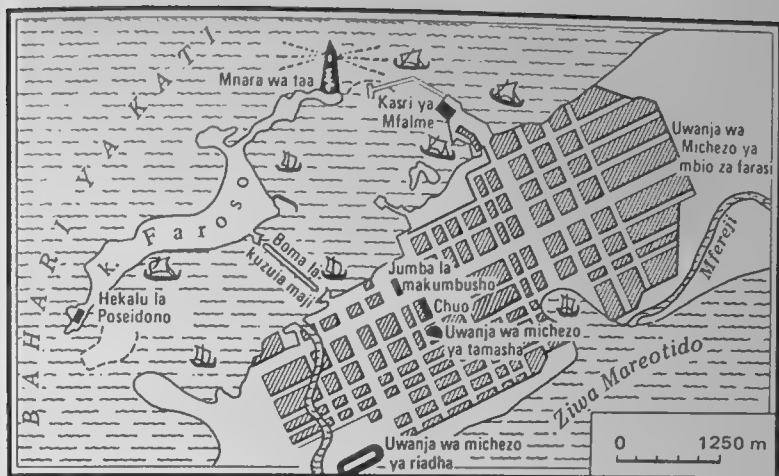 BAHARI YA KATI
Mnara wa taa
Kasri ya
Mfalme
Uwanja wa
Michezo ya
mbio za farasi
k. Faroso
Boma la
kuzuia maji
Mfereji
Jumba la
makumbusho
Chuo
Hekalu la
Poseidono
Uwanja wa michezo
ya tamasha
Ziwa Mareotido
Uwanja wa michezo
ya riadha
0 1250 m